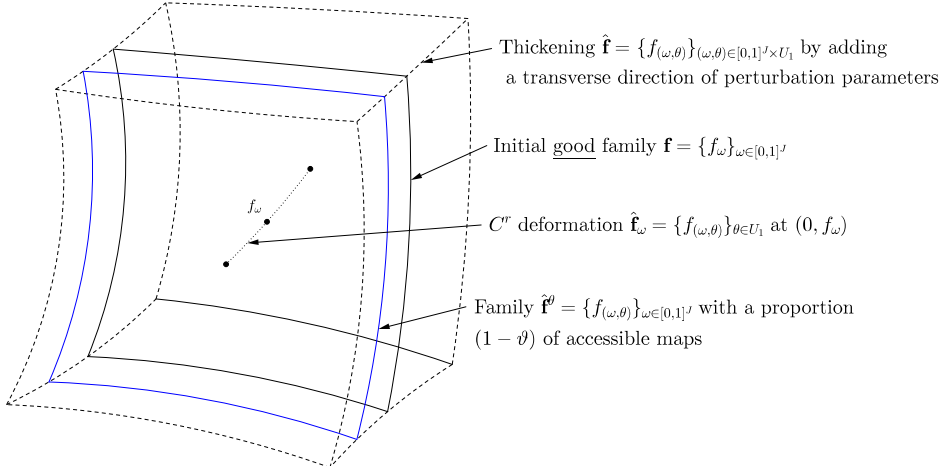 Thickening $\hat{\mathbf{f}} = \{f_{(\omega,\theta)}\}_{(\omega,\theta)\in[0,1]^J\times U_1}$ by adding
a transverse direction of perturbation parameters
Initial good family $\mathbf{f} = \{f_\omega\}_{\omega\in[0,1]^J}$
$f_\omega$
$C^r$ deformation $\hat{\mathbf{f}}_\omega = \{f_{(\omega,\theta)}\}_{\theta\in U_1}$ at $(0, f_\omega)$
Family $\hat{\mathbf{f}}^\theta = \{f_{(\omega,\theta)}\}_{\omega\in[0,1]^J}$ with a proportion
$(1 - \vartheta)$ of accessible maps